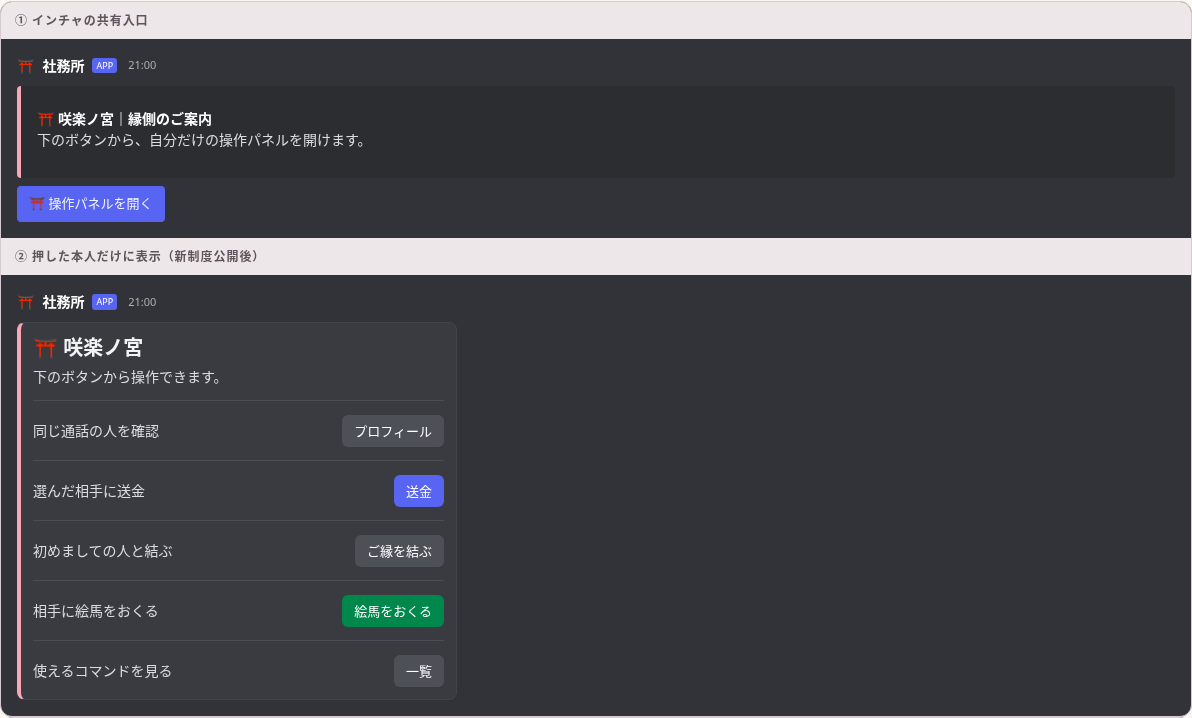 ① インチャの共有入口
⛩️ 社務所 APP 21:00
⛩️ 咲楽ノ宮｜縁側のご案内
下のボタンから、自分だけの操作パネルを開けます。
⛩️ 操作パネルを開く
② 押した本人だけに表示（新制度公開後）
⛩️ 社務所 APP 21:00
⛩️ 咲楽ノ宮
下のボタンから操作できます。
同じ通話の人を確認 プロフィール
選んだ相手に送金 送金
初めましての人と結ぶ ご縁を結ぶ
相手に絵馬をおくる 絵馬をおくる
使えるコマンドを見る 一覧